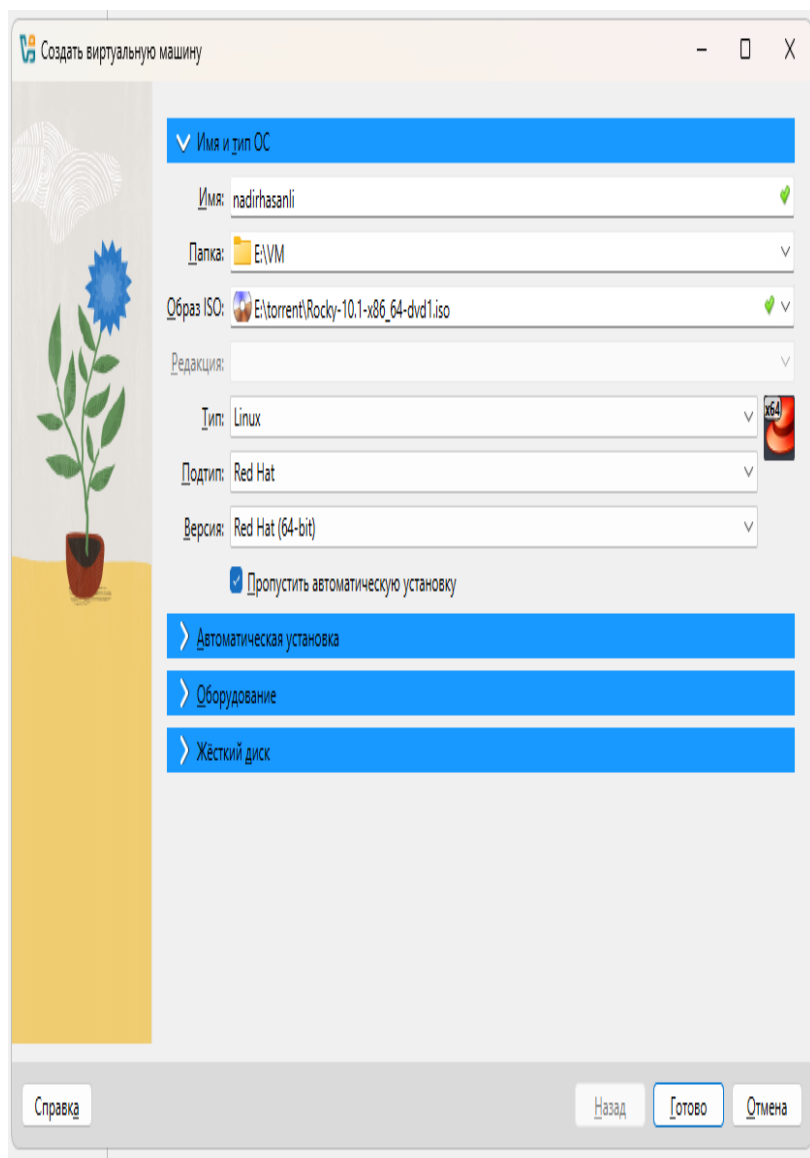 Создать виртуальную машину
Имя и тип ОС
Имя: nadirhasanli
Папка: E:\VM
Образ ISO: E:\torrent\Rocky-10.1-x86_64-dvd1.iso
Редакция:
Тип: Linux
x64
Подтип: Red Hat
Версия: Red Hat (64-bit)
Пропустить автоматическую установку
Автоматическая установка
Оборудование
Жёсткий диск
Справка Назад Готово Отмена